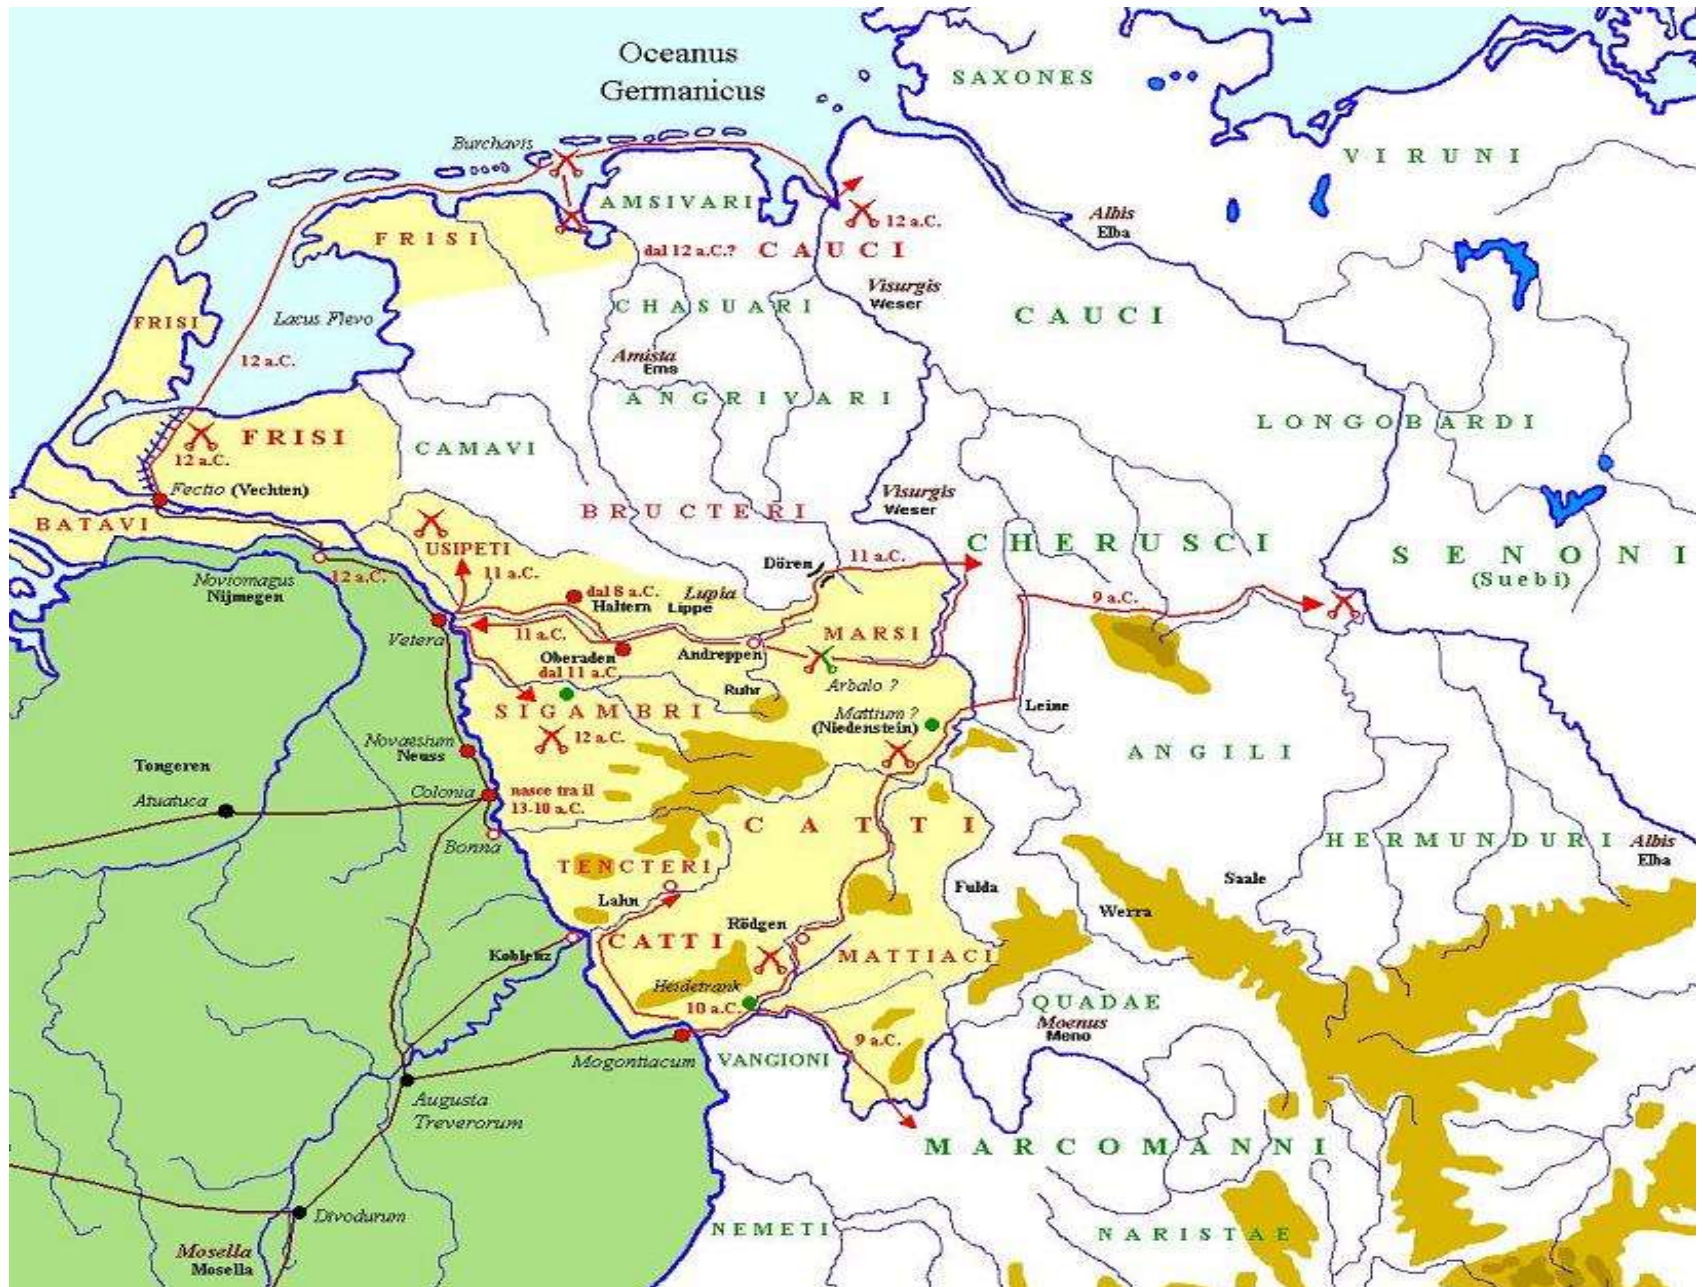 Oceanus
Germanicus
SAXONES
VIRUNI
Burchavis
AMSIVARI
FRISI
Albis
Elba
12 a.C.
dal 12 a.C.?
CAUCI
Visurgis
Weser
CHASUARI
CAUCI
Lacus Flevo
FRISI
12 a.C.
Amista
Ems
ANGRIVARI
LONGOBARDI
FRISI
12 a.C.
CAMAVI
Fectio (Vechten)
Visurgis
Weser
BRUCTERI
BATAVI
CHERUSCI
SENONI
(Suebi)
USIPETI
11 a.C.
Dören
11 a.C.
Noviomagus
Nijmegen
12 a.C.
dal 8 a.C.
Haltern
Lupia
Lippe
9 a.C.
Vetera
11 a.C.
MARSI
Oberaden
dal 11 a.C.
Andreppen
Ruhr
Arbalo ?
SIGAMBRI
Mattium ?
(Niedenstein)
Leine
12 a.C.
Novaesium
Neuss
ANGILI
Tongeren
Atuatuca
Colonia
nasce tra il
13-10 a.C.
CATTI
Bonna
HERMUNDURI
Albis
Elba
TENCTERI
Saale
Fulda
Lahn
Werra
Rödgen
CATTI
Koblenz
MATTIACI
Heidetrank
10 a.C.
QUADAE
Moenus
Meno
9 a.C.
Mogontiacum
VANGIONI
Augusta
Treverorum
MARCOMANNI
Divodurum
NEMETI
NARISTAE
Mosella
Mosella